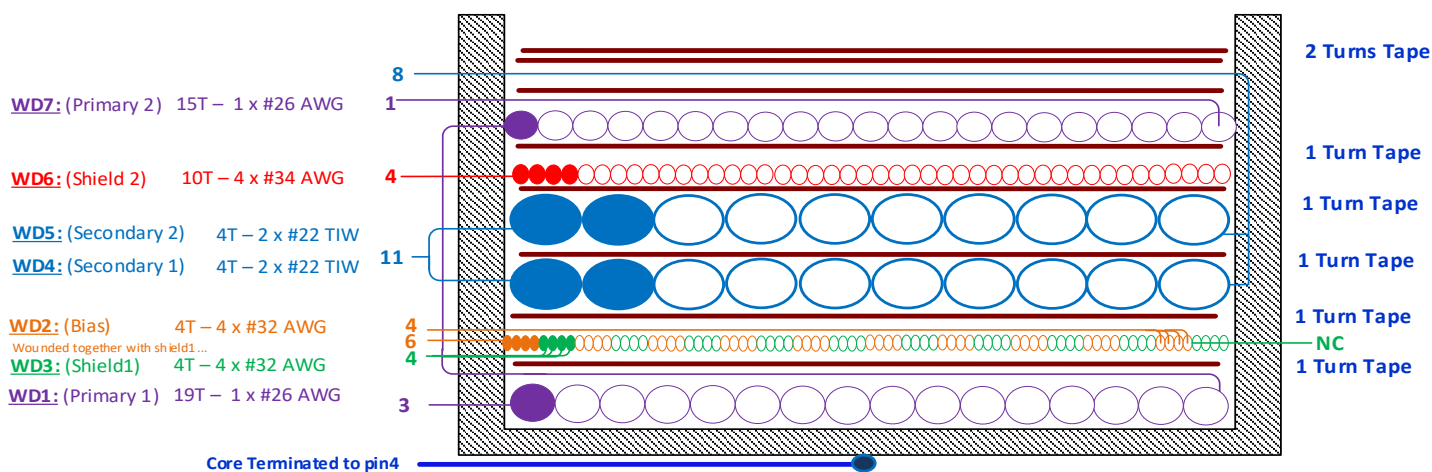 2 Turns Tape
8
WD7: (Primary 2) 15T – 1 x #26 AWG
1
1 Turn Tape
WD6: (Shield 2) 10T – 4 x #34 AWG
4
1 Turn Tape
WD5: (Secondary 2) 4T – 2 x #22 TIW
11
WD4: (Secondary 1) 4T – 2 x #22 TIW
1 Turn Tape
WD2: (Bias) 4T – 4 x #32 AWG
4
1 Turn Tape
Wounded together with shield1 ...
6
NC
WD3: (Shield1) 4T – 4 x #32 AWG
4
1 Turn Tape
WD1: (Primary 1) 19T – 1 x #26 AWG
3
Core Terminated to pin4